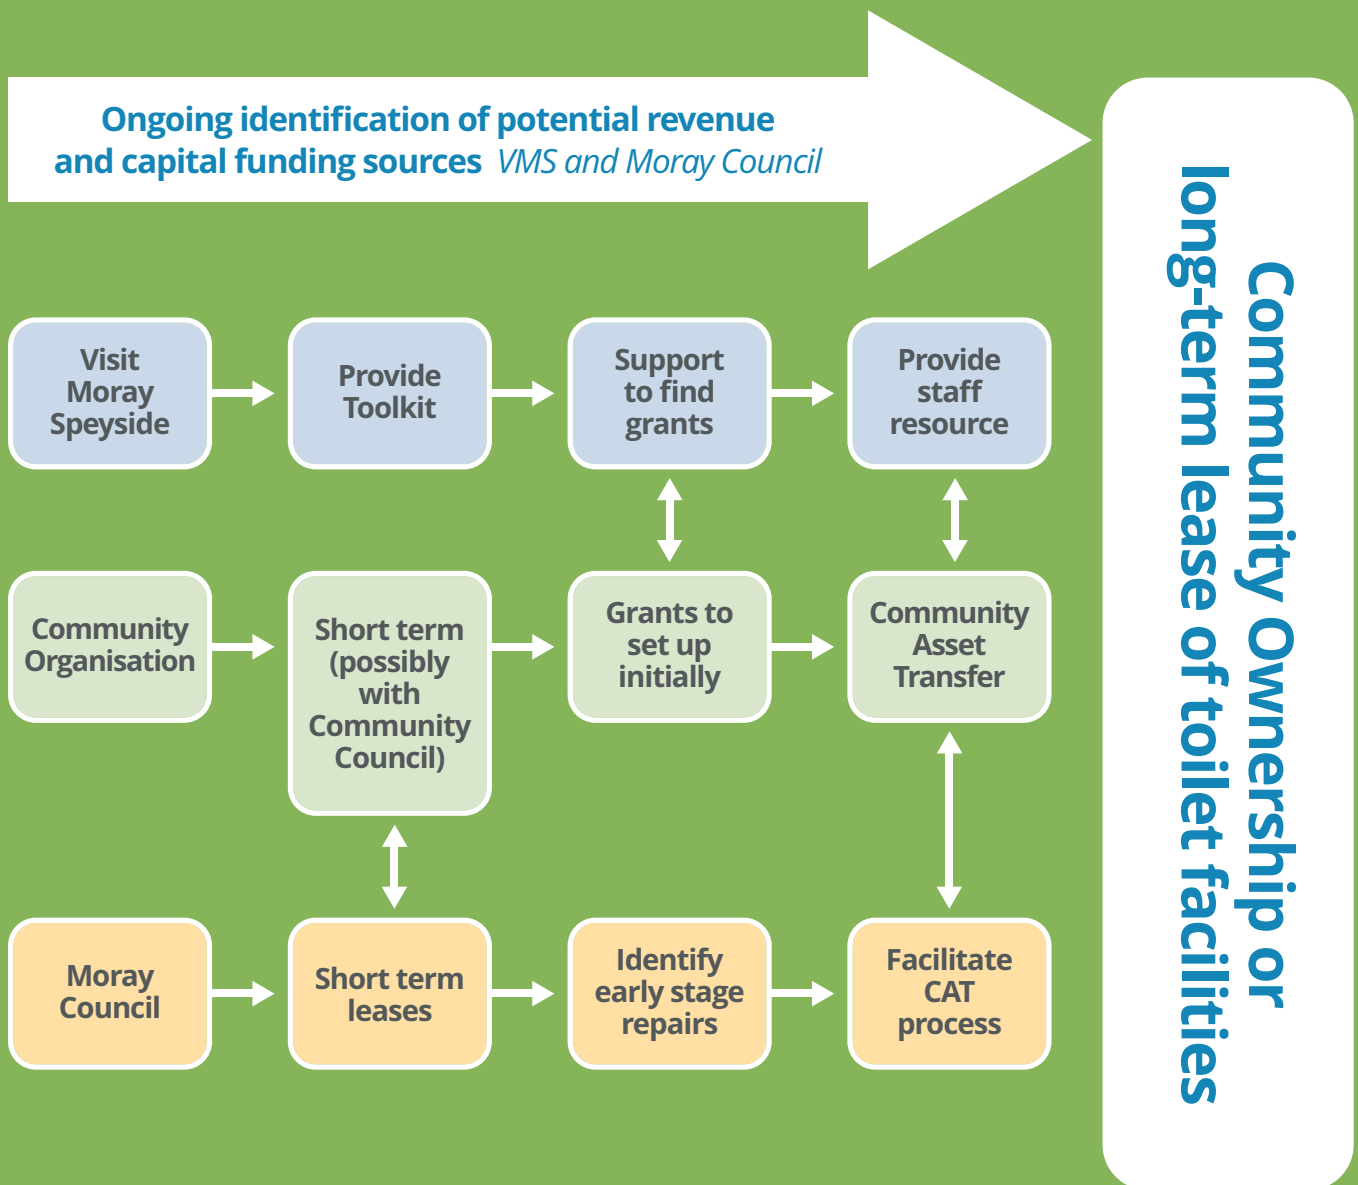 Ongoing identification of potential revenue
and capital funding sources VMS and Moray Council
Visit
Moray
Speyside
Provide
Toolkit
Support
to find
grants
Provide
staff
resource
Community
Organisation
Short term
(possibly
with
Community
Council)
Grants to
set up
initially
Community
Asset
Transfer
Moray
Council
Short term
leases
Identify
early stage
repairs
Facilitate
CAT
process
Community Ownership or
long-term lease of toilet facilities